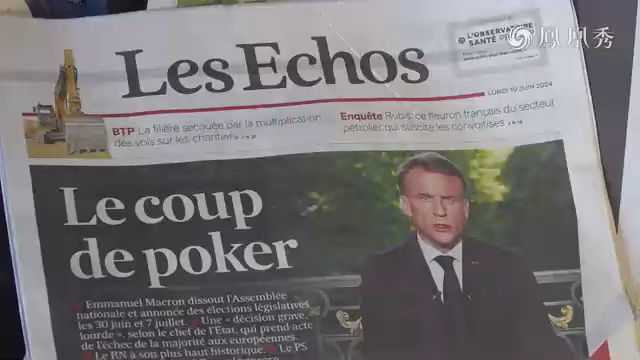 L'OBSERVATOIRE
SANTÉ PRO
凤凰秀
Les Echos
LUNDI 10 JUIN 2024
BTP La filière secouée par la multiplication
des vols sur les chantiers
Enquête Rubis: ce fleuron français du secteur
pétrolier qui suscite les convoitises
Le coup
de poker
Emmanuel Macron dissout l'Assemblée
nationale et annonce des élections législatives
les 30 juin et 7 juillet. Une « décision grave,
lourde », selon le chef de l'État, qui prend acte
de l'échec de la majorité aux européennes.
Le RN à son plus haut historique. Le PS